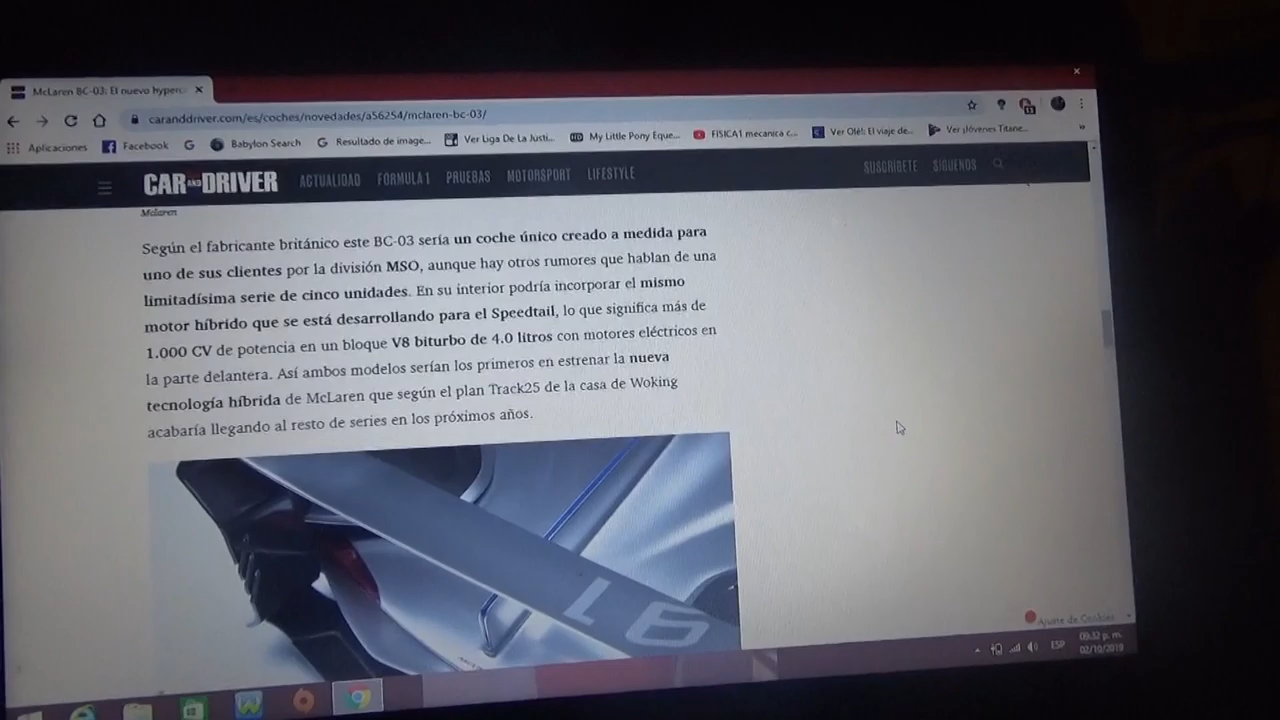 McLaren BC-03: El nuevo hyperc
caranddriver.com/es/coches/novedades/a56254/mclaren-bc-03/
Aplicaciones
Facebook
Babylon Search
Resultado de image...
Ver Liga De La Justi...
My Little Pony Eque...
FISICA1 mecanica c...
Ver Olé!: El viaje de...
Ver ¡Jóvenes Titane...
CAR AND DRIVER
ACTUALIDAD
FÓRMULA 1
PRUEBAS
MOTORSPORT
LIFESTYLE
SUSCRÍBETE
SÍGUENOS
Mclaren
Según el fabricante británico este BC-03 sería un coche único creado a medida para
uno de sus clientes por la división MSO, aunque hay otros rumores que hablan de una
limitadísima serie de cinco unidades. En su interior podría incorporar el mismo
motor híbrido que se está desarrollando para el Speedtail, lo que significa más de
1.000 CV de potencia en un bloque V8 biturbo de 4.0 litros con motores eléctricos en
la parte delantera. Así ambos modelos serían los primeros en estrenar la nueva
tecnología híbrida de McLaren que según el plan Track25 de la casa de Woking
acabaría llegando al resto de series en los próximos años.
16
Ajuste de Cookies
ESP
09:32 p. m.
02/10/2019